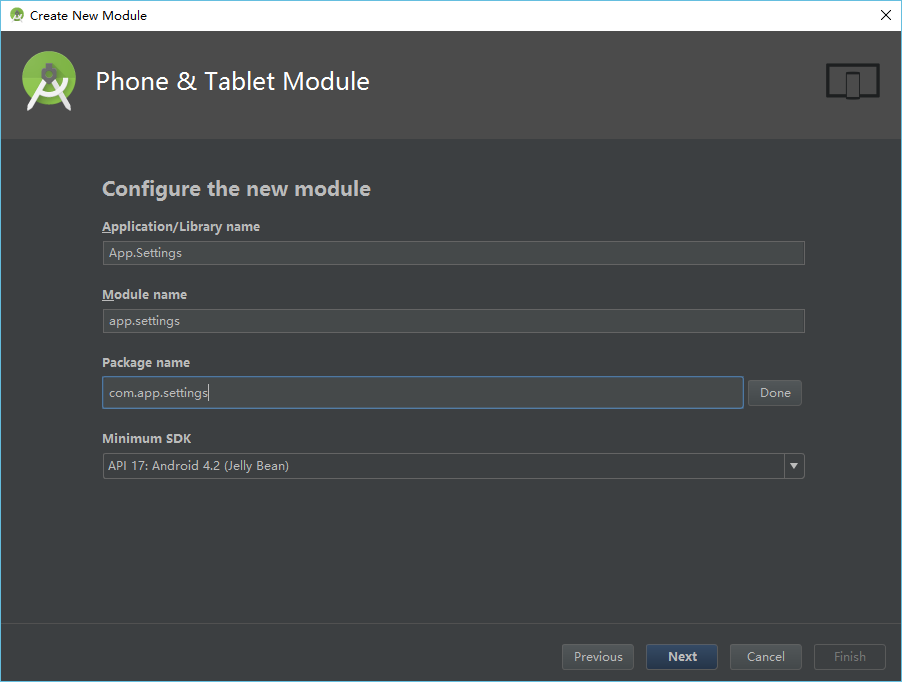 Create New Module
Phone & Tablet Module
Configure the new module
Application/Library name
App.Settings
Module name
app.settings
Package name
com.app.settings
Done
Minimum SDK
API 17: Android 4.2 (Jelly Bean)
Previous Next Cancel Finish